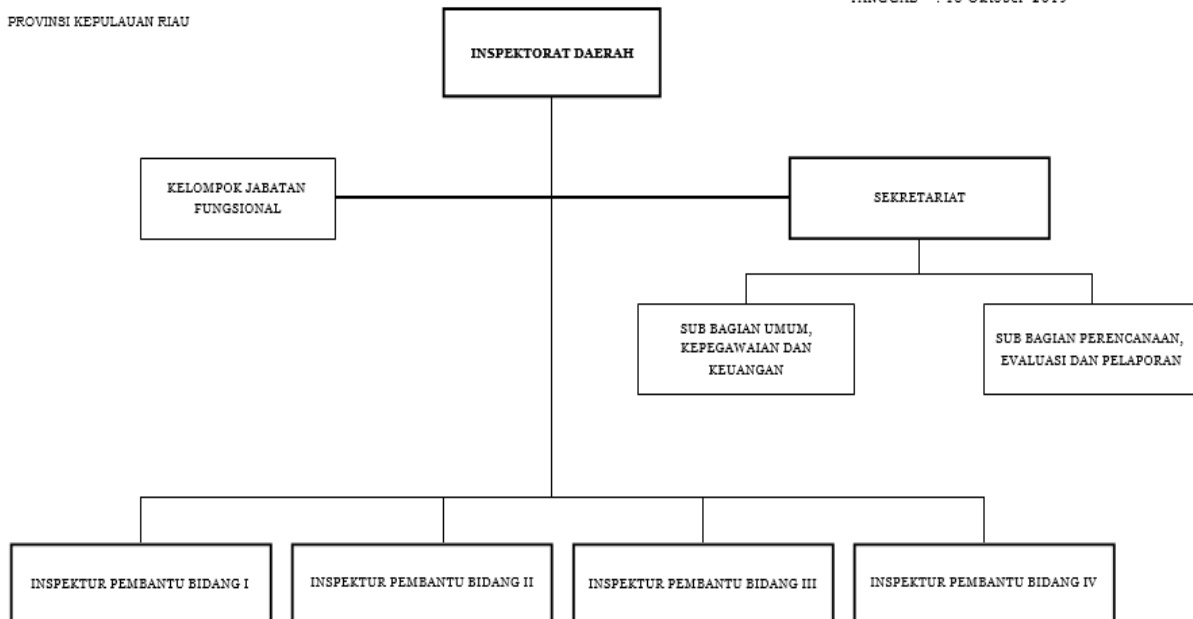 PROVINSI KEPULAUAN RIAU
INSPEKTORAT DAERAH
KELOMPOK JABATAN
FUNGSIONAL
SEKRETARIAT
SUB BAGIAN UMUM,
KEPEGAWAIAN DAN
KEUANGAN
SUB BAGIAN PERENCANAAN,
EVALUASI DAN PELAPORAN
INSPEKTUR PEMBANTU BIDANG I
INSPEKTUR PEMBANTU BIDANG II
INSPEKTUR PEMBANTU BIDANG III
INSPEKTUR PEMBANTU BIDANG IV